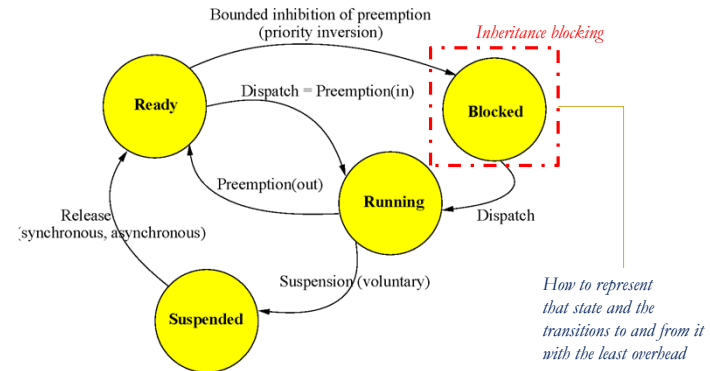 Bounded inhibition of preemption
(priority inversion)
Inheritance blocking
Ready
Dispatch = Preemption(in)
Blocked
Preemption(out)
Running
Release
(synchronous, asynchronous)
Dispatch
Suspension (voluntary)
Suspended
How to represent
that state and the
transitions to and from it
with the least overhead